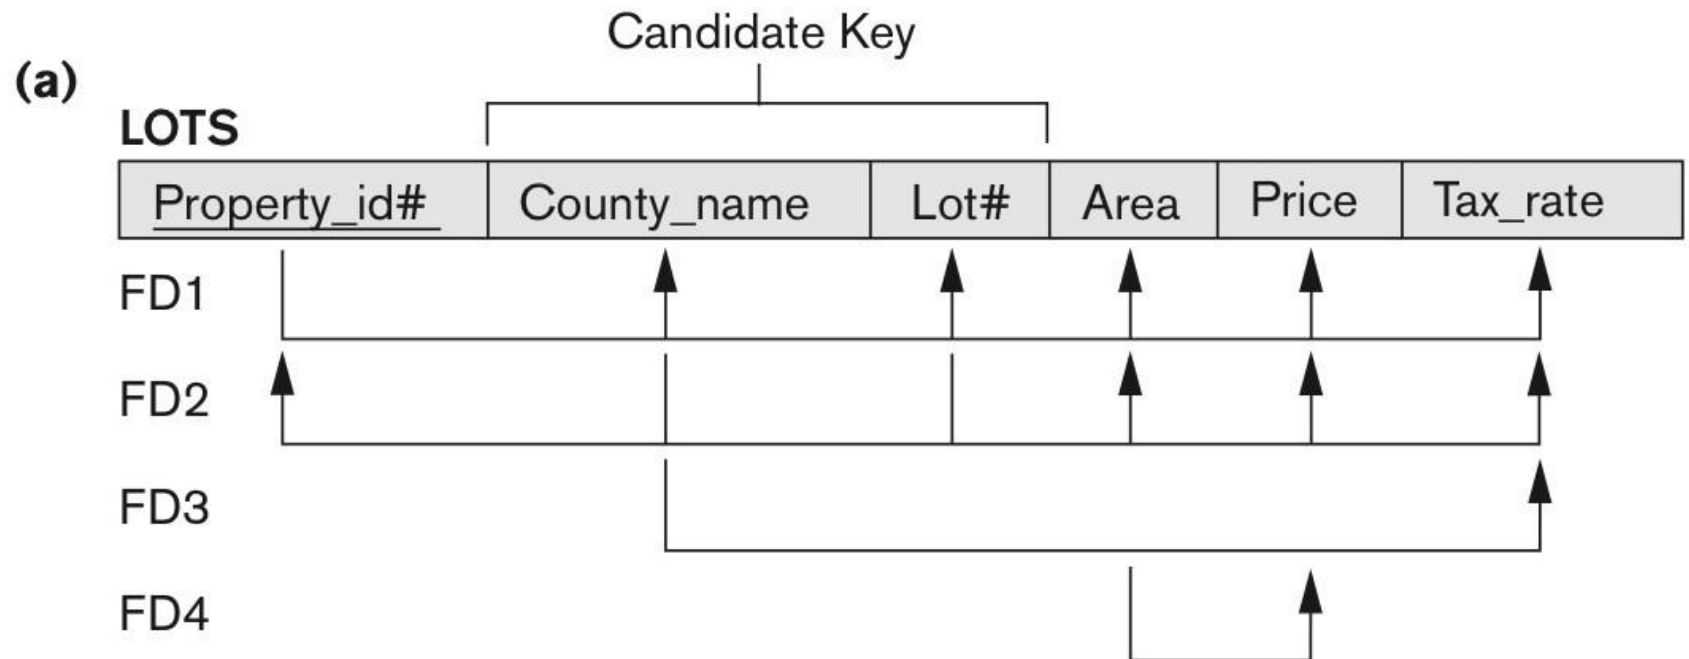 Candidate Key
(a)
LOTS
Property_id# County_name Lot# Area Price Tax_rate
FD1
FD2
FD3
FD4